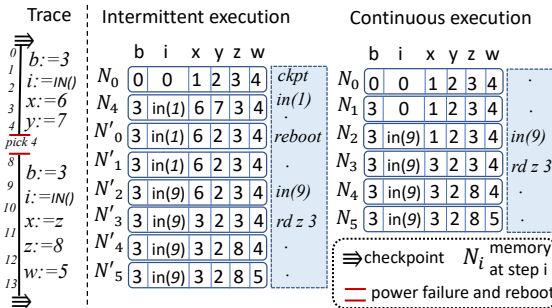 Trace
0
b:=3
1
i:=IN()
2
x:=6
3
y:=7
4
pick 4
8
b:=3
9
i:=IN()
10
x:=z
11
z:=8
12
w:=5
13
Intermittent execution
b i x y z w
N0 0 0 1 2 3 4 ckpt
N4 3 in(1) 6 7 3 4 in(1)
.
N'0 3 in(1) 6 2 3 4 reboot
N'1 3 in(1) 6 2 3 4 .
N'2 3 in(9) 6 2 3 4 in(9)
N'3 3 in(9) 3 2 3 4 rd z 3
N'4 3 in(9) 3 2 8 4 .
N'5 3 in(9) 3 2 8 5 .
Continuous execution
b i x y z w
N0 0 0 1 2 3 4 .
N1 3 0 1 2 3 4 .
N2 3 in(9) 1 2 3 4 in(9)
N3 3 in(9) 3 2 3 4 rd z 3
N4 3 in(9) 3 2 8 4 .
N5 3 in(9) 3 2 8 5 .
⇛checkpoint Ni memory
at step i
power failure and reboot